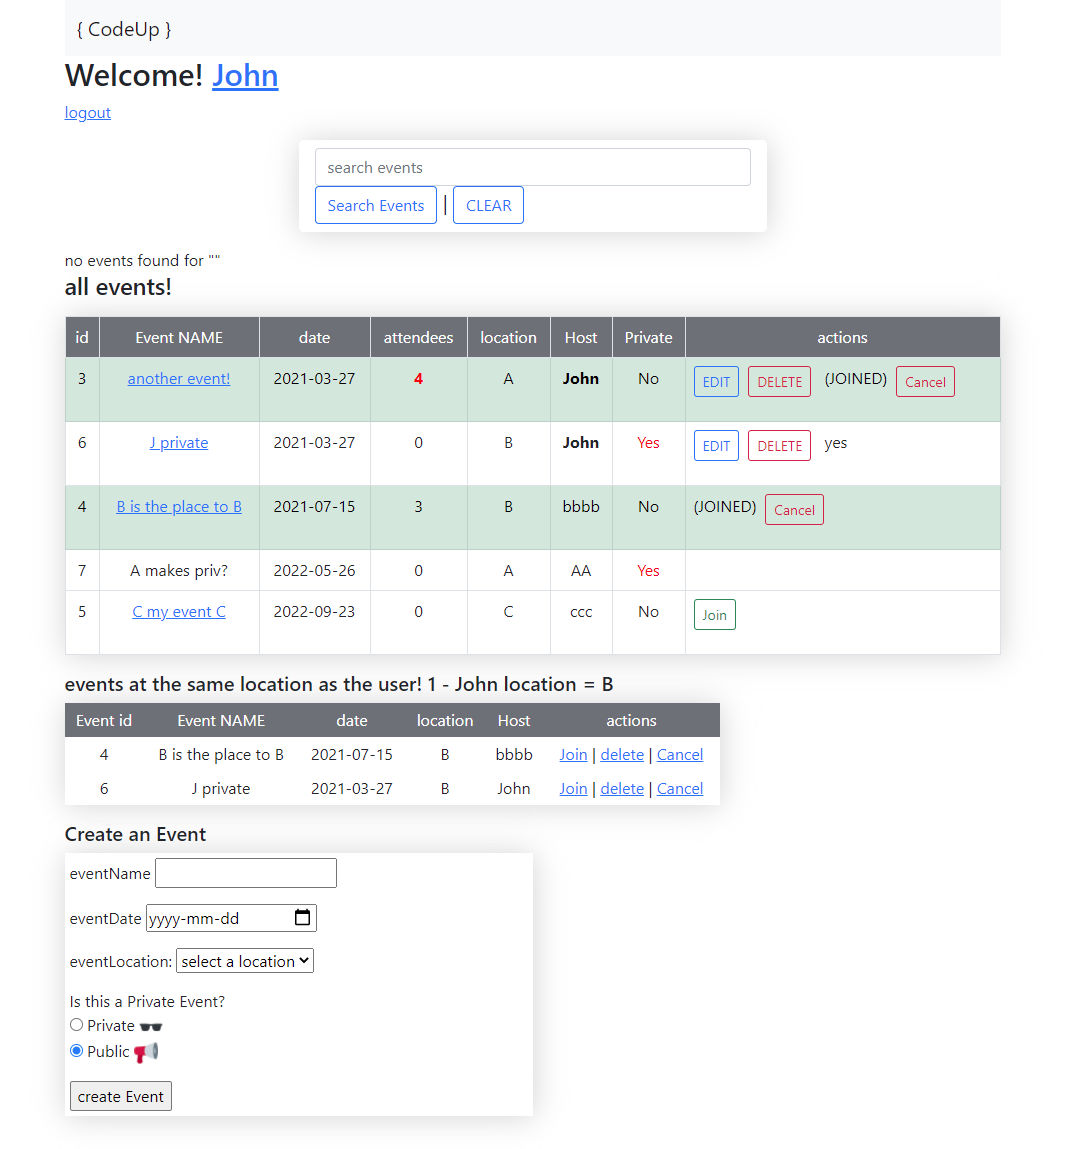 { CodeUp }
Welcome! John
logout
search events
Search Events | CLEAR
no events found for ""
all events!
id Event NAME date attendees location Host Private actions
3 another event! 2021-03-27 4 A John No EDIT DELETE (JOINED) Cancel
6 J private 2021-03-27 0 B John Yes EDIT DELETE yes
4 B is the place to B 2021-07-15 3 B bbbb No (JOINED) Cancel
7 A makes priv? 2022-05-26 0 A AA Yes
5 C my event C 2022-09-23 0 C ccc No Join
events at the same location as the user! 1 - John location = B
Event id Event NAME date location Host actions
4 B is the place to B 2021-07-15 B bbbb Join | delete | Cancel
6 J private 2021-03-27 B John Join | delete | Cancel
Create an Event
eventName
eventDate yyyy-mm-dd
eventLocation: select a location
Is this a Private Event?
Private 🕶️
Public 📢
create Event